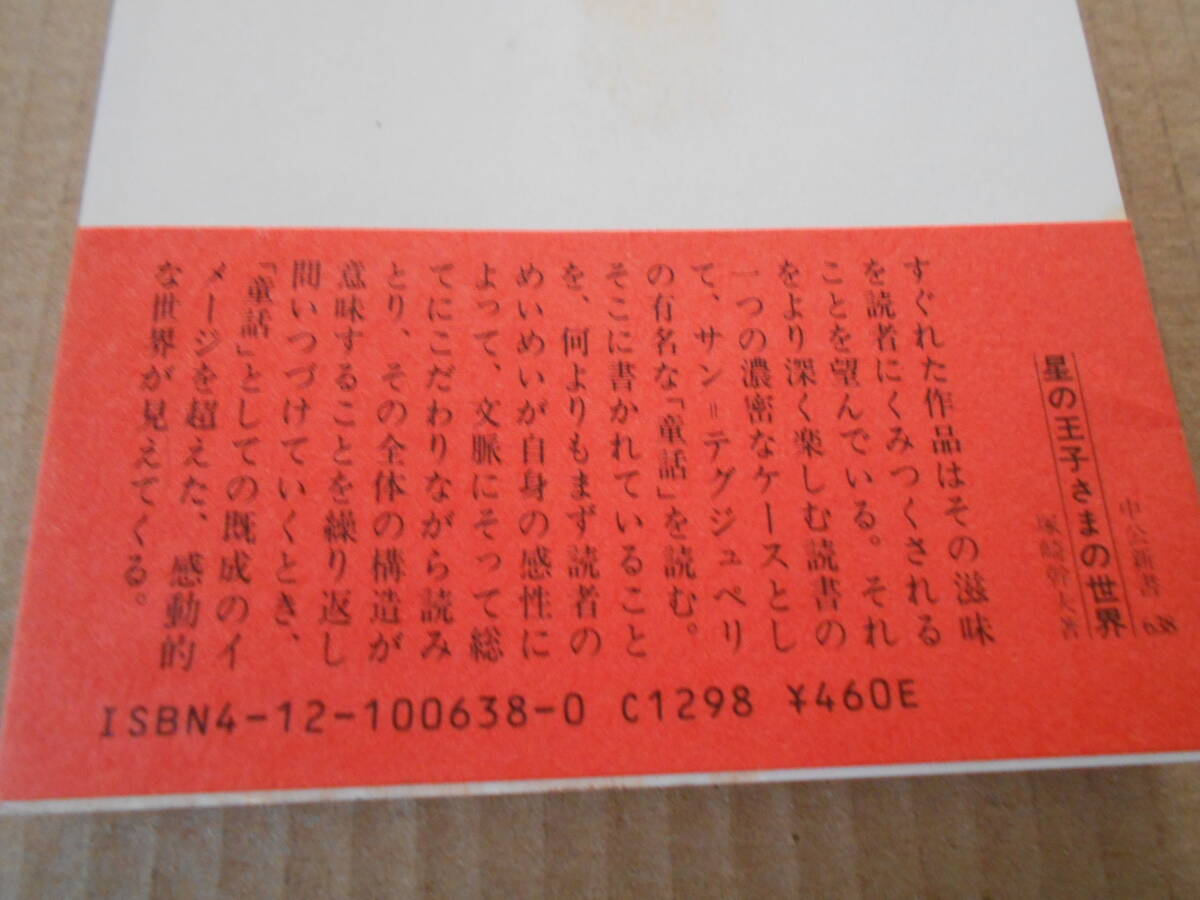 中公新書 638
星の王子さまの世界
塚崎幹夫著
すぐれた作品はその滋味
を読者にくみつくされる
ことを望んでいる。それ
をより深く楽しむ読書の
一つの濃密なケースとし
て、サン＝テグジュペリ
の有名な「童話」を読む。
そこに書かれていること
を、何よりもまず読者の
めいめいが自身の感性に
よって、文脈にそって総
てにこだわりながら読み
とり、その全体の構造が
意味することを繰り返し
問いつづけていくとき、
「童話」としての既成のイ
メージを超えた、感動的
な世界が見えてくる。
ISBN4-12-100638-0 C1298 ¥460E